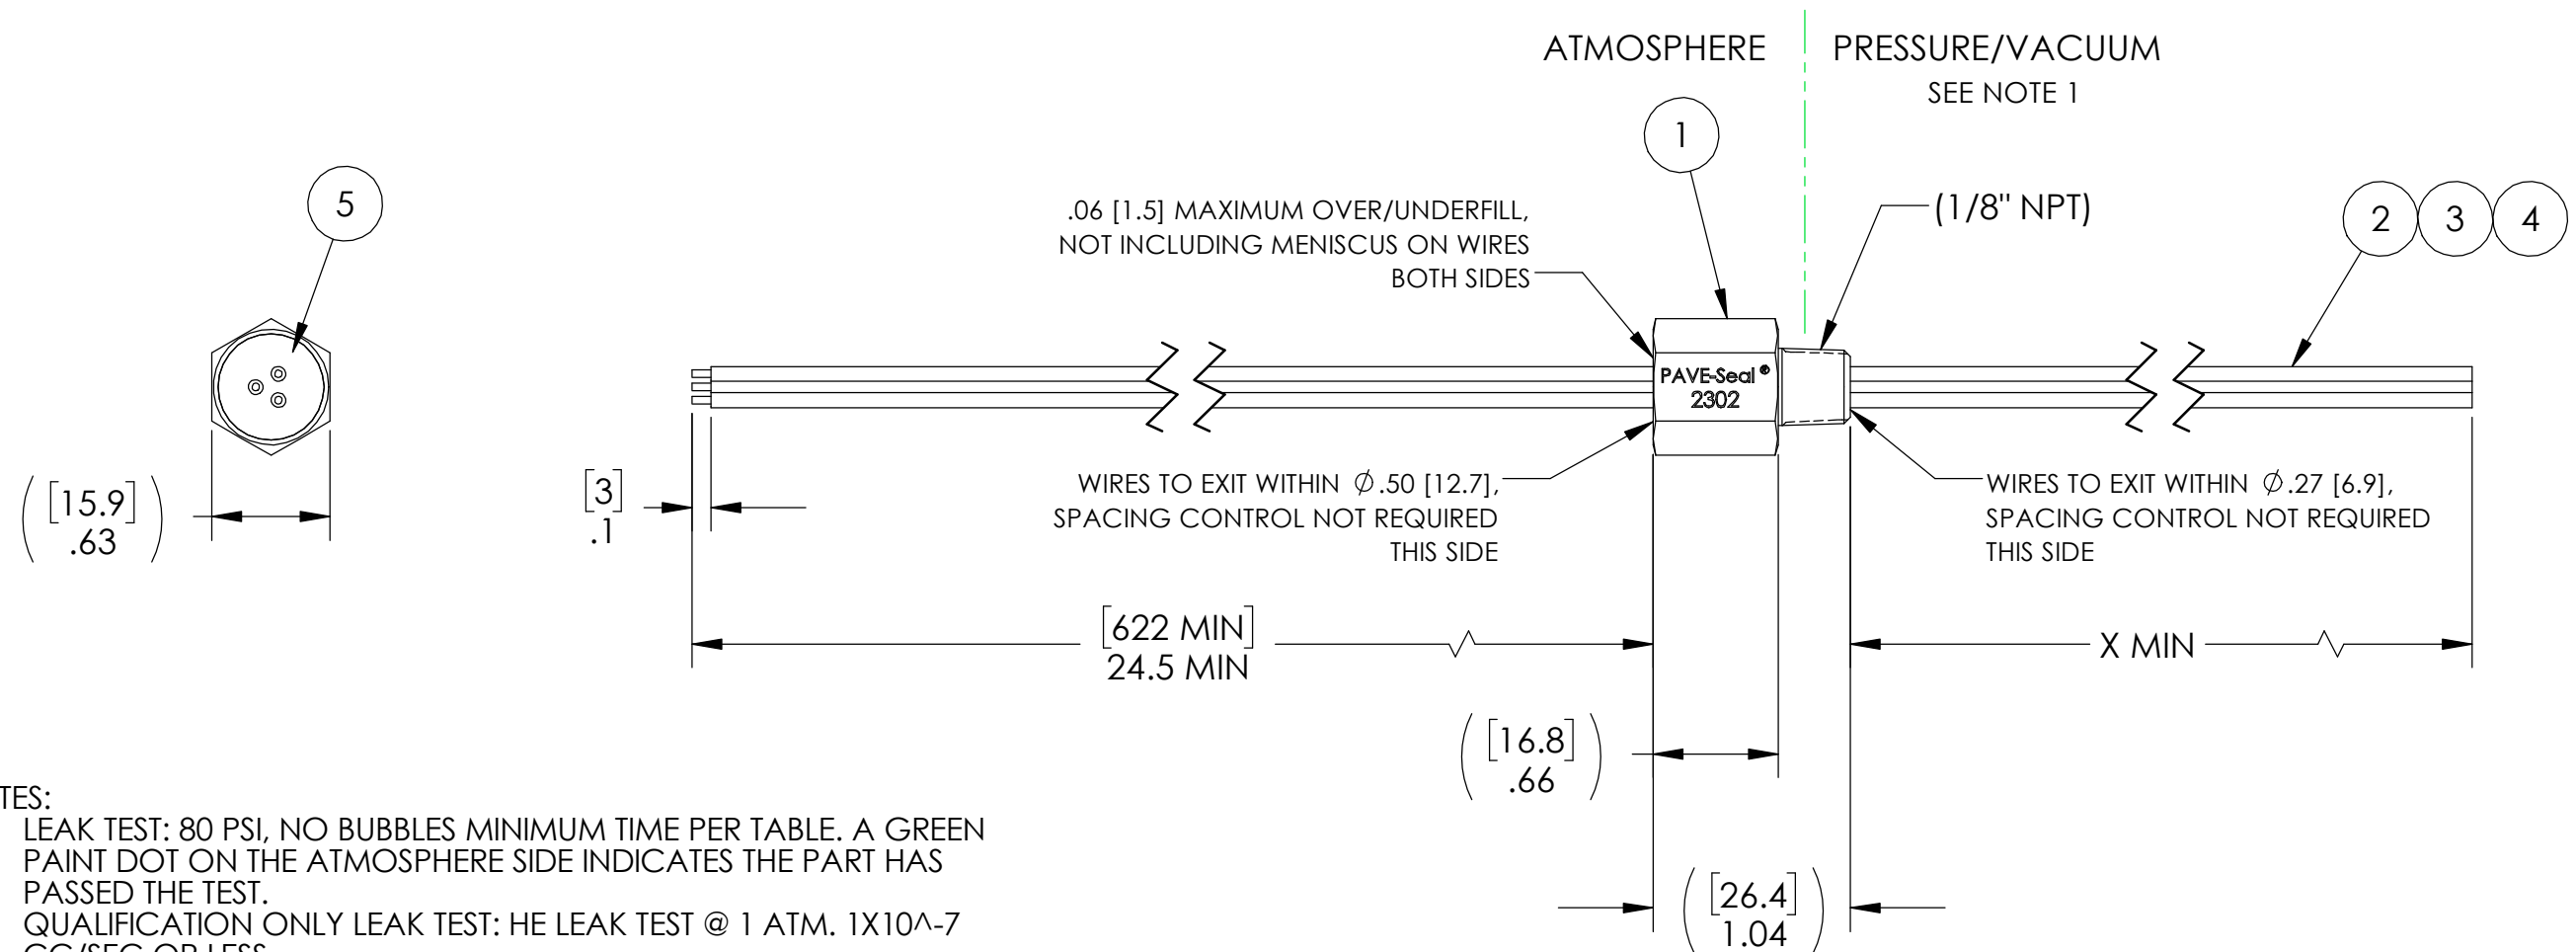 ATMOSPHERE
PRESSURE/VACUUM
SEE NOTE 1
1
5
.06 [1.5] MAXIMUM OVER/UNDERFILL,
NOT INCLUDING MENISCUS ON WIRES
BOTH SIDES
(1/8" NPT)
2 3 4
PAVE-Seal®
2302
([15.9]
.63)
[3]
.1
WIRES TO EXIT WITHIN Ø.50 [12.7],
SPACING CONTROL NOT REQUIRED
THIS SIDE
WIRES TO EXIT WITHIN Ø.27 [6.9],
SPACING CONTROL NOT REQUIRED
THIS SIDE
[622 MIN]
24.5 MIN
X MIN
([16.8]
.66)
([26.4]
1.04)
TES:
LEAK TEST: 80 PSI, NO BUBBLES MINIMUM TIME PER TABLE. A GREEN
PAINT DOT ON THE ATMOSPHERE SIDE INDICATES THE PART HAS
PASSED THE TEST.
QUALIFICATION ONLY LEAK TEST: HE LEAK TEST @ 1 ATM. 1X10^-7
CC/SEC OR LESS